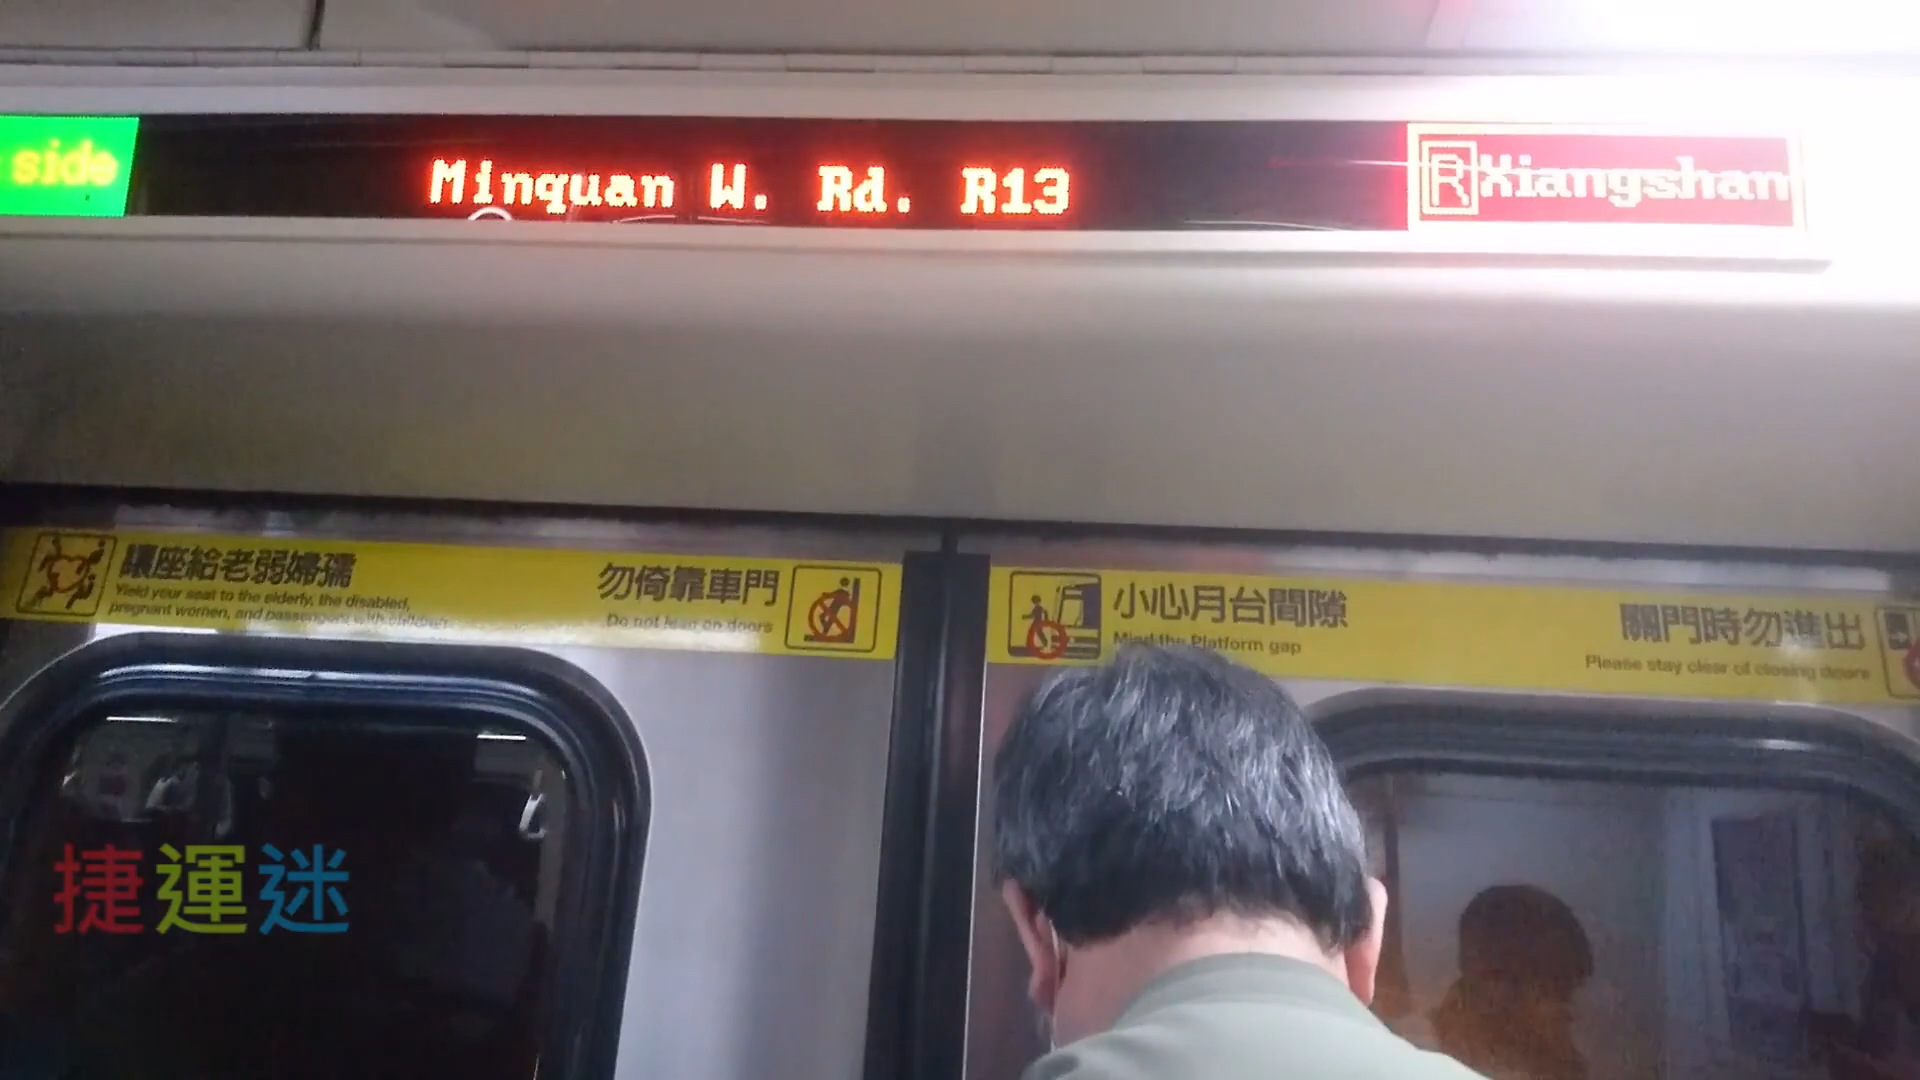 side
Minquan W. Rd. R13
R Xiangshan
讓座給老弱婦孺
Yield your seat to the elderly, the disabled,
pregnant women, and passengers with children
勿倚靠車門
Do not lean on doors
小心月台間隙
Mind the Platform gap
關門時勿進出
Please stay clear of closing doors
捷運迷